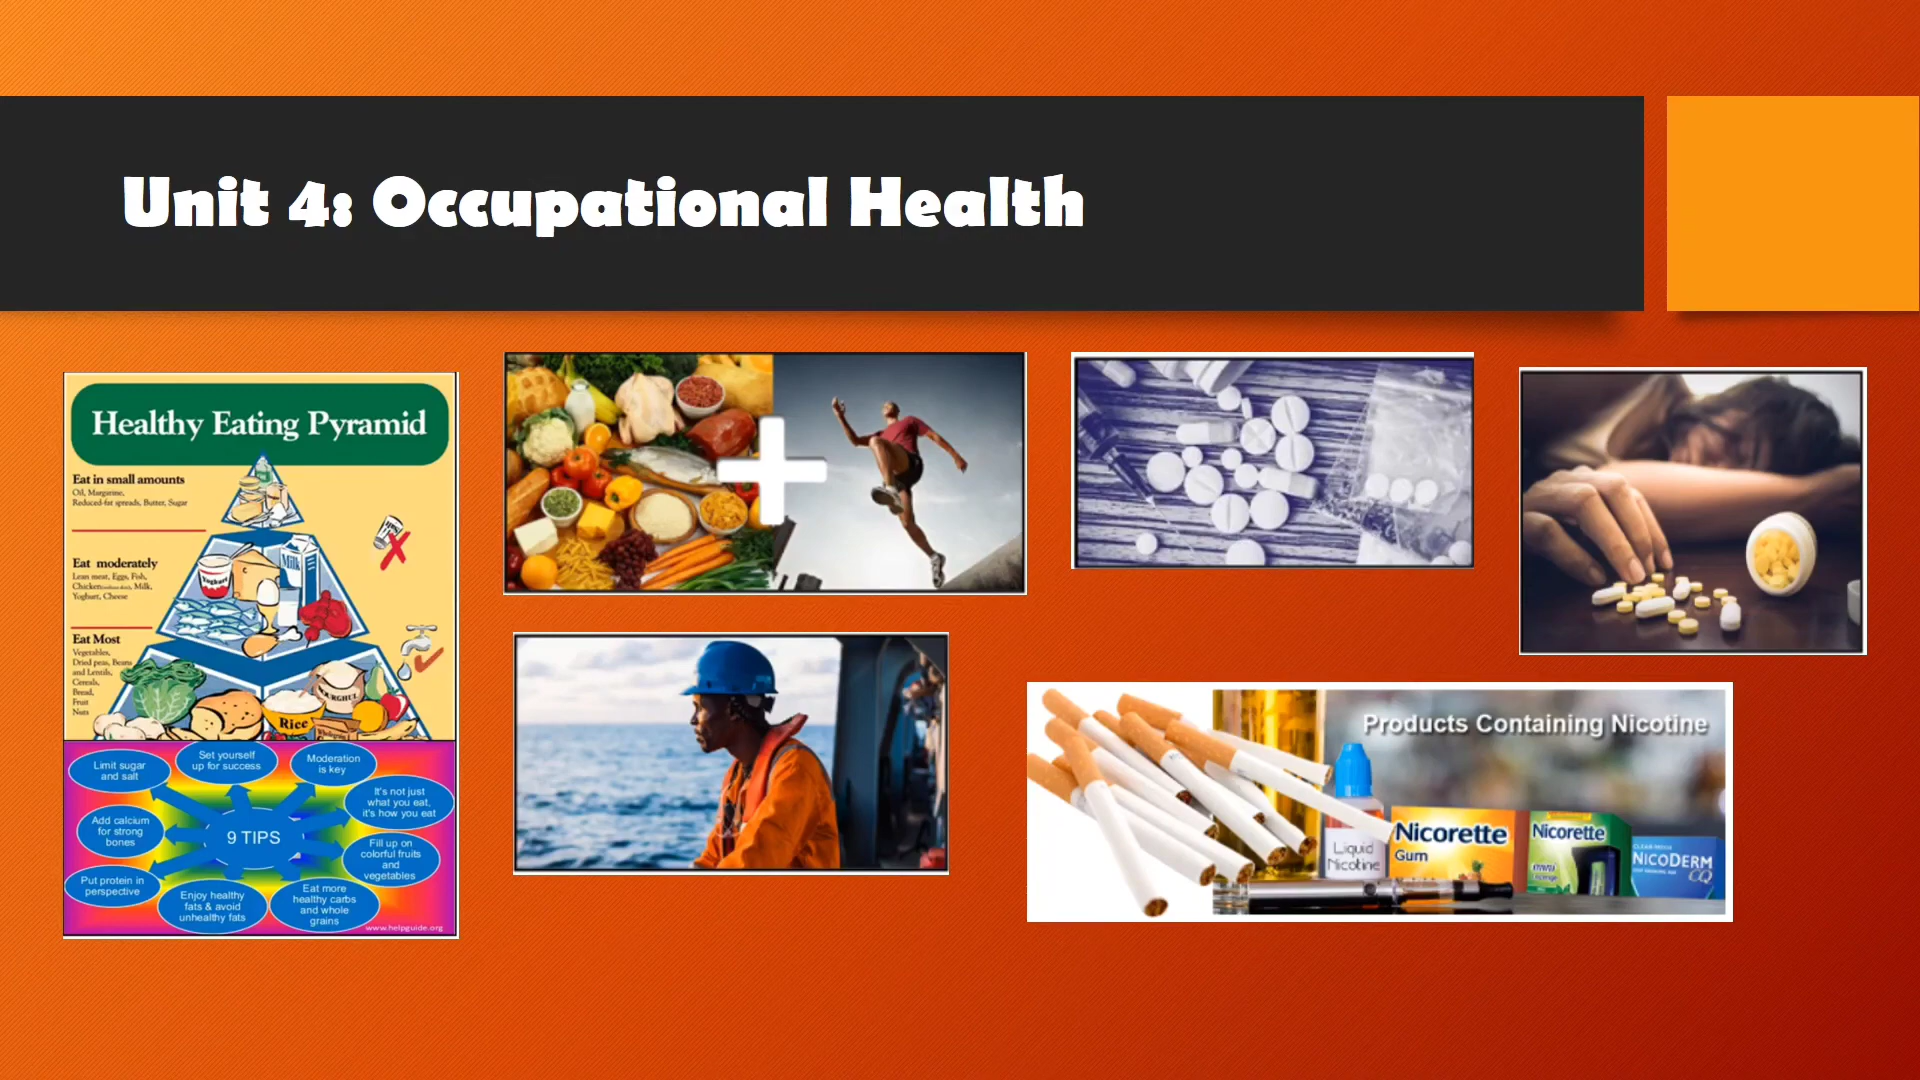 Unit 4: Occupational Health
Healthy Eating Pyramid
Eat in small amounts
Oil, Margarine,
Reduced-fat spreads, Butter, Sugar
Eat moderately
Lean meat, Eggs, Fish,
Chicken, Milk,
Yoghurt, Cheese
Yoghurt
Milk
Salt
Eat Most
Vegetables,
Dried peas, Beans
and Lentils,
Cereals,
Bread,
Fruit
Nuts
BOURGHUL
Rice
9 TIPS
Limit sugar
and salt
Set yourself
up for success
Moderation
is key
It's not just
what you eat,
it's how you eat
Add calcium
for strong
bones
Fill up on
colorful fruits
and
vegetables
Put protein in
perspective
Enjoy healthy
fats & avoid
unhealthy fats
Eat more
healthy carbs
and whole
grains
www.helpguide.org
Products Containing Nicotine
Liquid
Nicotine
Nicorette
Gum
Nicorette
NICODERM
CQ